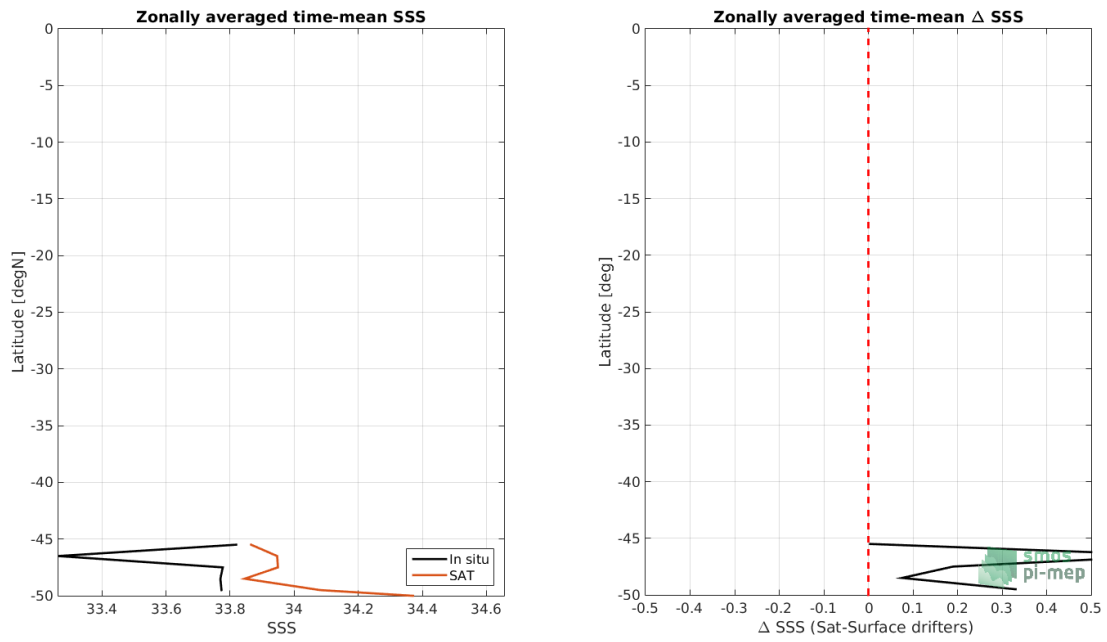 Zonally averaged time-mean SSS
0
-5
-10
-15
-20
-25
-30
-35
-40
-45
-50
Latitude [degN]
33.4 33.6 33.8 34 34.2 34.4 34.6
SSS
In situ
SAT
Zonally averaged time-mean Δ SSS
0
-5
-10
-15
-20
-25
-30
-35
-40
-45
-50
Latitude [deg]
-0.5 -0.4 -0.3 -0.2 -0.1 0 0.1 0.2 0.3 0.4 0.5
Δ SSS (Sat-Surface drifters)
smos
pi-mep